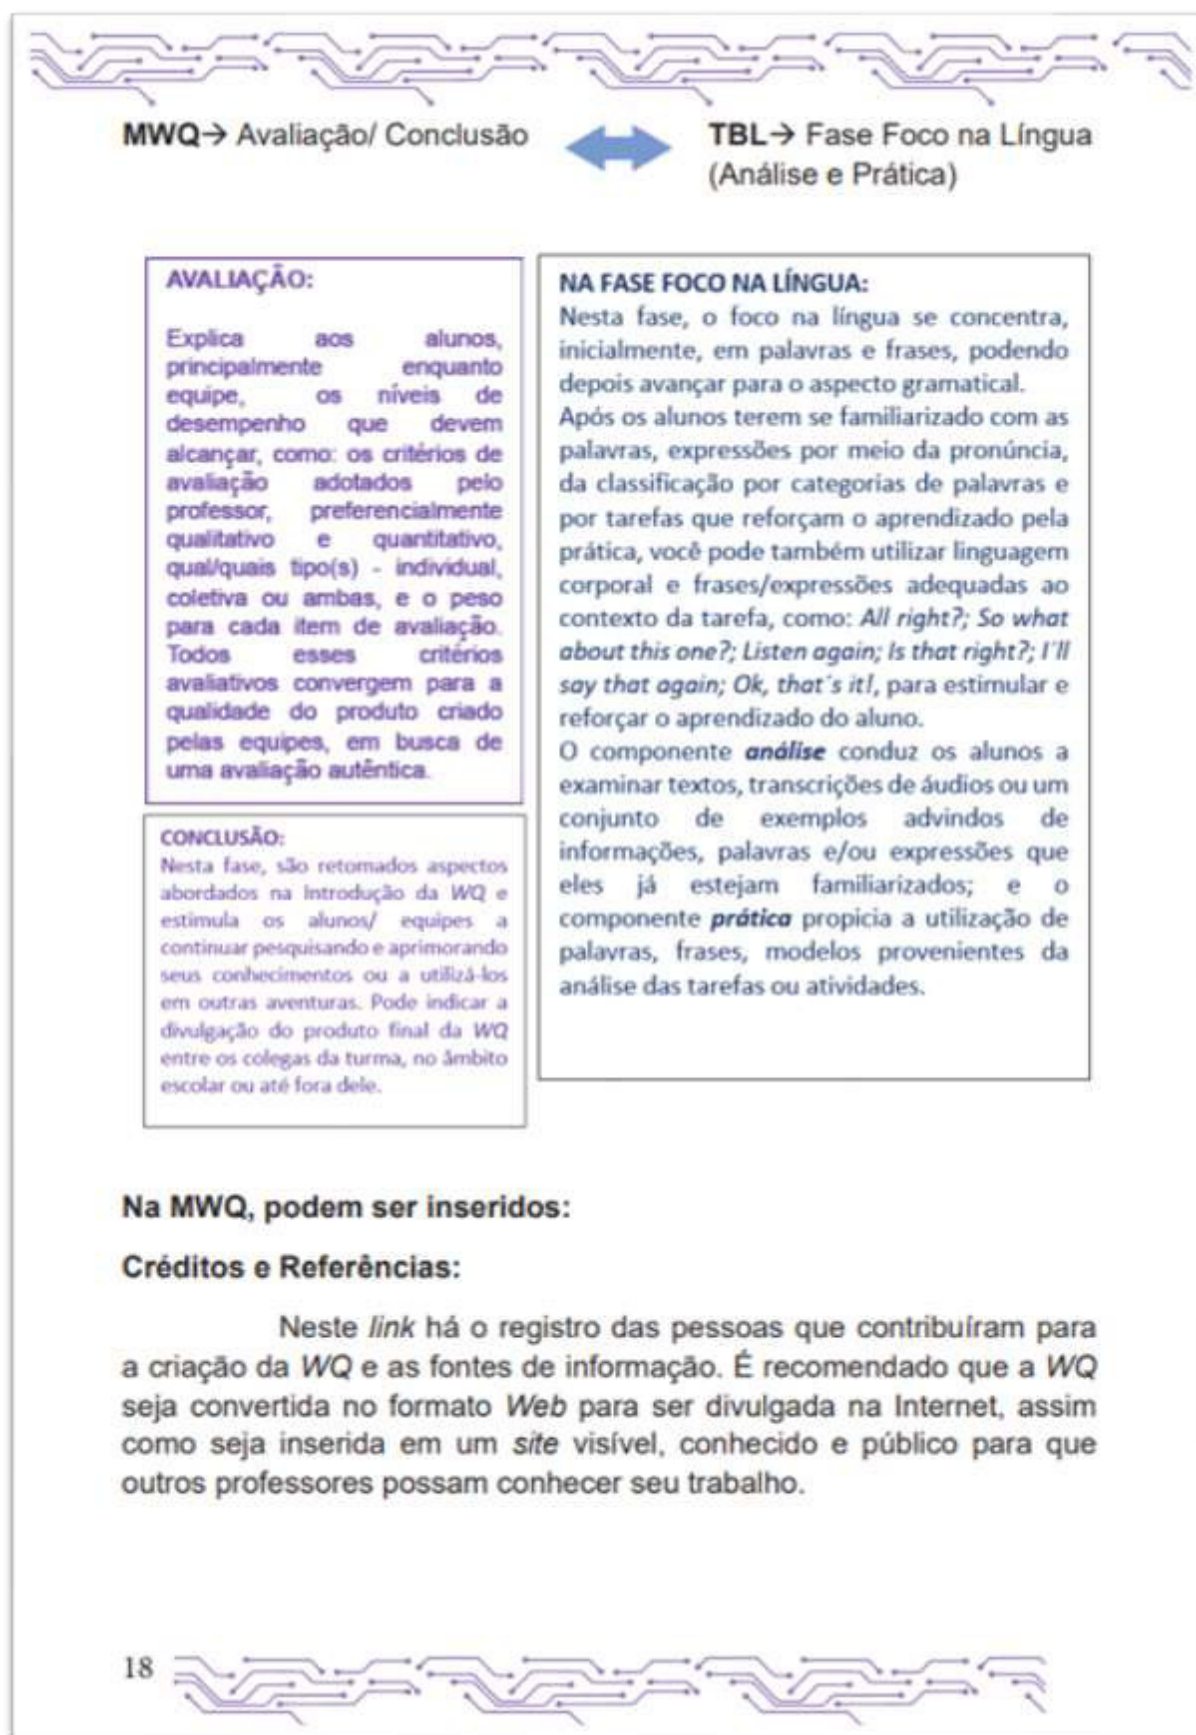 MWQ→ Avaliação/ Conclusão
TBL→ Fase Foco na Língua
(Análise e Prática)
AVALIAÇÃO:
Explica aos alunos,
principalmente enquanto
equipe, os níveis de
desempenho que devem
alcançar, como: os critérios de
avaliação adotados pelo
professor, preferencialmente
qualitativo e quantitativo,
qual/quais tipo(s) - individual,
coletiva ou ambas, e o peso
para cada item de avaliação.
Todos esses critérios
avaliativos convergem para a
qualidade do produto criado
pelas equipes, em busca de
uma avaliação autêntica.
CONCLUSÃO:
Nesta fase, são retomados aspectos
abordados na Introdução da WQ e
estimula os alunos/ equipes a
continuar pesquisando e aprimorando
seus conhecimentos ou a utilizá-los
em outras aventuras. Pode indicar a
divulgação do produto final da WQ
entre os colegas da turma, no âmbito
escolar ou até fora dele.
NA FASE FOCO NA LÍNGUA:
Nesta fase, o foco na língua se concentra,
inicialmente, em palavras e frases, podendo
depois avançar para o aspecto gramatical.
Após os alunos terem se familiarizado com as
palavras, expressões por meio da pronúncia,
da classificação por categorias de palavras e
por tarefas que reforçam o aprendizado pela
prática, você pode também utilizar linguagem
corporal e frases/expressões adequadas ao
contexto da tarefa, como: All right?; So what
about this one?; Listen again; Is that right?; I´ll
say that again; Ok, that´s it!, para estimular e
reforçar o aprendizado do aluno.
O componente análise conduz os alunos a
examinar textos, transcrições de áudios ou um
conjunto de exemplos advindos de
informações, palavras e/ou expressões que
eles já estejam familiarizados; e o
componente prática propicia a utilização de
palavras, frases, modelos provenientes da
análise das tarefas ou atividades.
Na MWQ, podem ser inseridos:
Créditos e Referências:
Neste link há o registro das pessoas que contribuíram para
a criação da WQ e as fontes de informação. É recomendado que a WQ
seja convertida no formato Web para ser divulgada na Internet, assim
como seja inserida em um site visível, conhecido e público para que
outros professores possam conhecer seu trabalho.
18